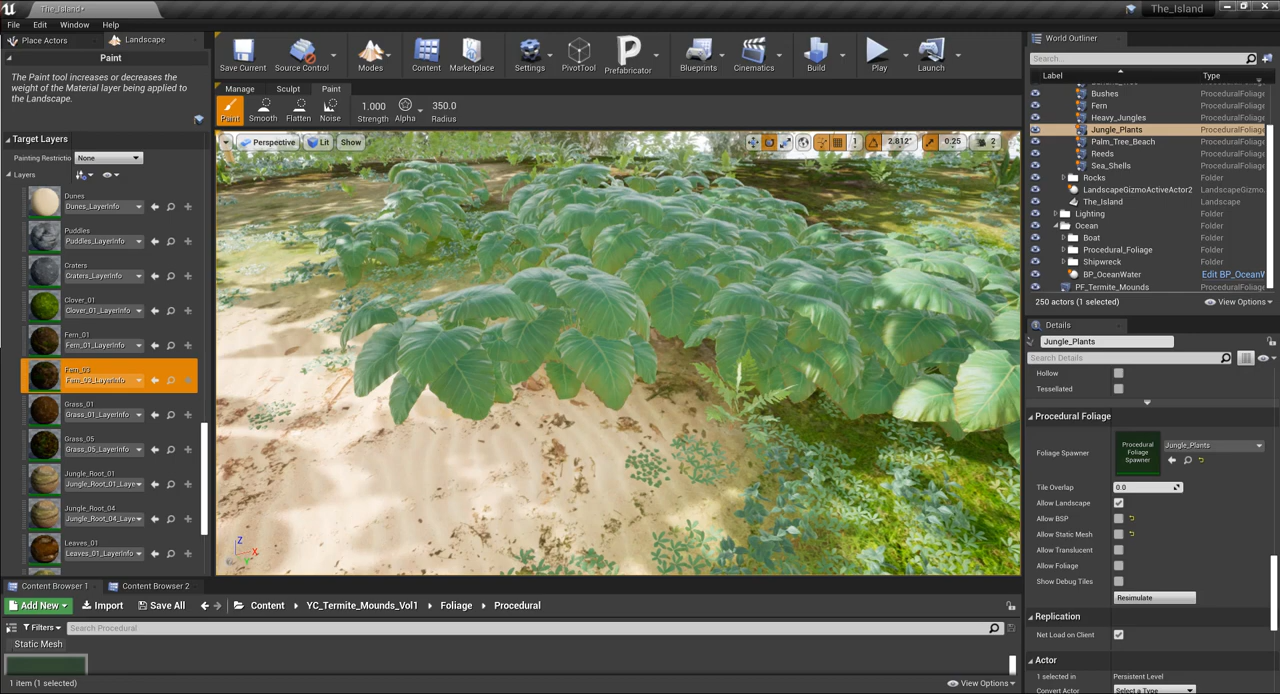 The_Island*
The_Island
File Edit Window Help
Place Actors
Landscape
Paint
The Paint tool increases or decreases the
weight of the Material layer being applied to
the Landscape.
Target Layers
Painting Restrictio None
Layers
Dunes
Dunes_LayerInfo
Puddles
Puddles_LayerInfo
Craters
Craters_LayerInfo
Clover_01
Clover_01_LayerInfo
Fern_01
Fern_01_LayerInfo
Fern_03
Fern_03_LayerInfo
Grass_01
Grass_01_LayerInfo
Grass_05
Grass_05_LayerInfo
Jungle_Root_01
Jungle_Root_01_Laye
Jungle_Root_04
Jungle_Root_04_Laye
Leaves_01
Leaves_01_LayerInfo
Save Current Source Control Modes Content Marketplace Settings PivotTool Prefabricator Blueprints Cinematics Build Play Launch
Manage Sculpt Paint
Paint Smooth Flatten Noise
1.000 350.0
Strength Alpha Radius
Perspective Lit Show
1 2.812° 0.25 2
Z
X
Y
World Outliner
Search...
Label Type
Bushes ProceduralFoliage
Fern ProceduralFoliage
Heavy_Jungles ProceduralFoliage
Jungle_Plants ProceduralFoliage
Palm_Tree_Beach ProceduralFoliage
Reeds ProceduralFoliage
Sea_Shells ProceduralFoliage
Rocks Folder
LandscapeGizmoActiveActor2 LandscapeGizmo
The_Island Landscape
Lighting Folder
Ocean Folder
Boat Folder
Procedural_Foliage Folder
Shipwreck Folder
BP_OceanWater Edit BP_OceanW
PF_Termite_Mounds ProceduralFoliage
250 actors (1 selected) View Options
Details
Jungle_Plants
Search Details
Hollow
Tessellated
Procedural Foliage
Foliage Spawner
Procedural
Foliage
Spawner
Jungle_Plants
Tile Overlap 0.0
Allow Landscape
Allow BSP
Allow Static Mesh
Allow Translucent
Allow Foliage
Show Debug Tiles
Resimulate
Replication
Net Load on Client
Actor
1 selected in Persistent Level
Convert Actor Select a Type
Content Browser 1 Content Browser 2
Add New Import Save All Content YC_Termite_Mounds_Vol1 Foliage Procedural
Filters Search Procedural
Static Mesh
1 item (1 selected) View Options